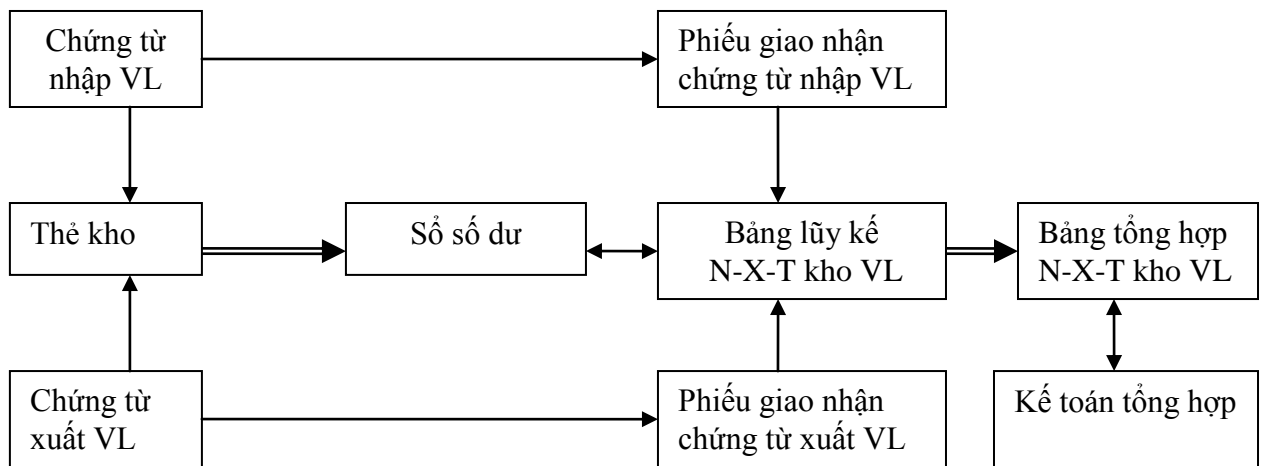 Chứng từ
nhập VL
Phiếu giao nhận
chứng từ nhập VL
Thẻ kho
Sổ số dư
Bảng lũy kế
N-X-T kho VL
Bảng tổng hợp
N-X-T kho VL
Chứng từ
xuất VL
Phiếu giao nhận
chứng từ xuất VL
Kế toán tổng hợp